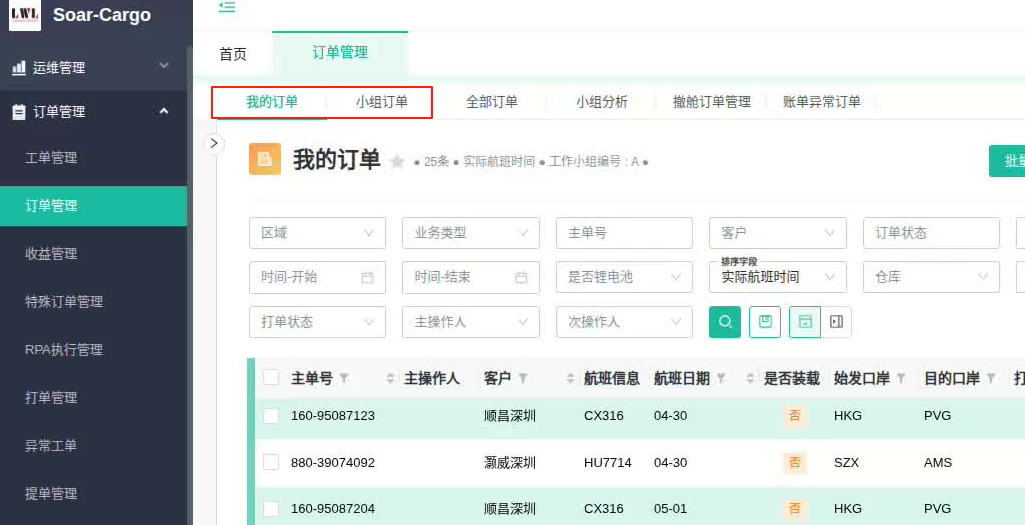 LWL
Soar-Cargo
运维管理
订单管理
工单管理
订单管理
收益管理
特殊订单管理
RPA执行管理
打单管理
异常工单
提单管理
首页 订单管理
我的订单 小组订单 全部订单 小组分析 撤舱订单管理 账单异常订单
我的订单 ● 25条 ● 实际航班时间 ● 工作小组编号 : A ●
区域 业务类型 主单号 客户 订单状态
时间-开始 时间-结束 是否锂电池 排序字段 实际航班时间 仓库
打单状态 主操作人 次操作人
主单号 主操作人 客户 航班信息 航班日期 是否装载 始发口岸 目的口岸
160-95087123 顺昌深圳 CX316 04-30 否 HKG PVG
880-39074092 灏威深圳 HU7714 04-30 否 SZX AMS
160-95087204 顺昌深圳 CX316 05-01 否 HKG PVG